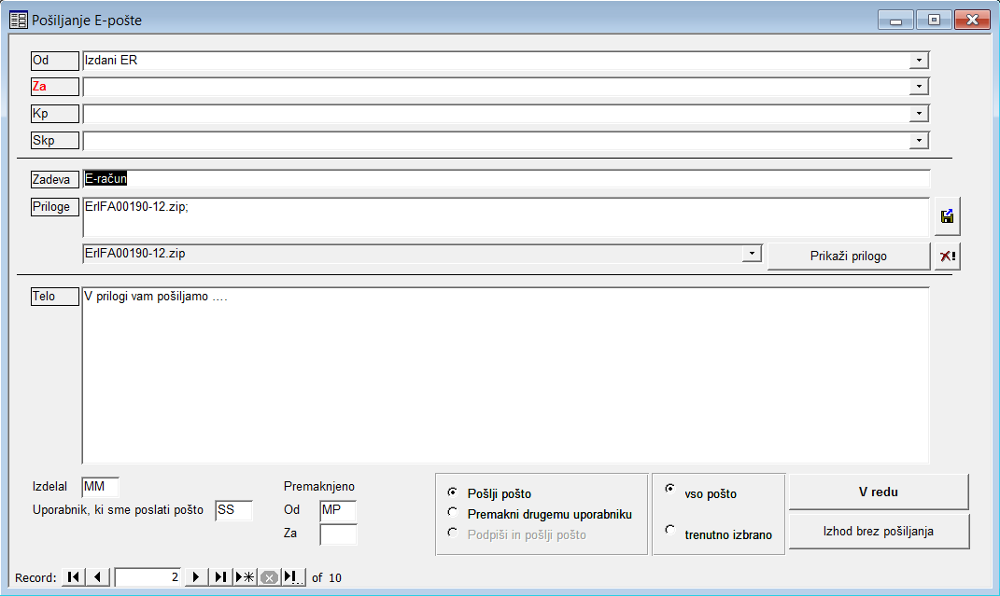 Pošiljanje E-pošte
Od Izdani ER
Za
Kp
Skp
Zadeva E-račun
Priloge ErIFA00190-12.zip;
ErIFA00190-12.zip Prikaži prilogo
Telo V prilogi vam pošiljamo ....
Izdelal MM Premaknjeno
Uporabnik, ki sme poslati pošto SS Od MP
Za
Pošlji pošto vso pošto V redu
Premakni drugemu uporabniku
Podpiši in pošlji pošto trenutno izbrano Izhod brez pošiljanja
Record: 2 of 10